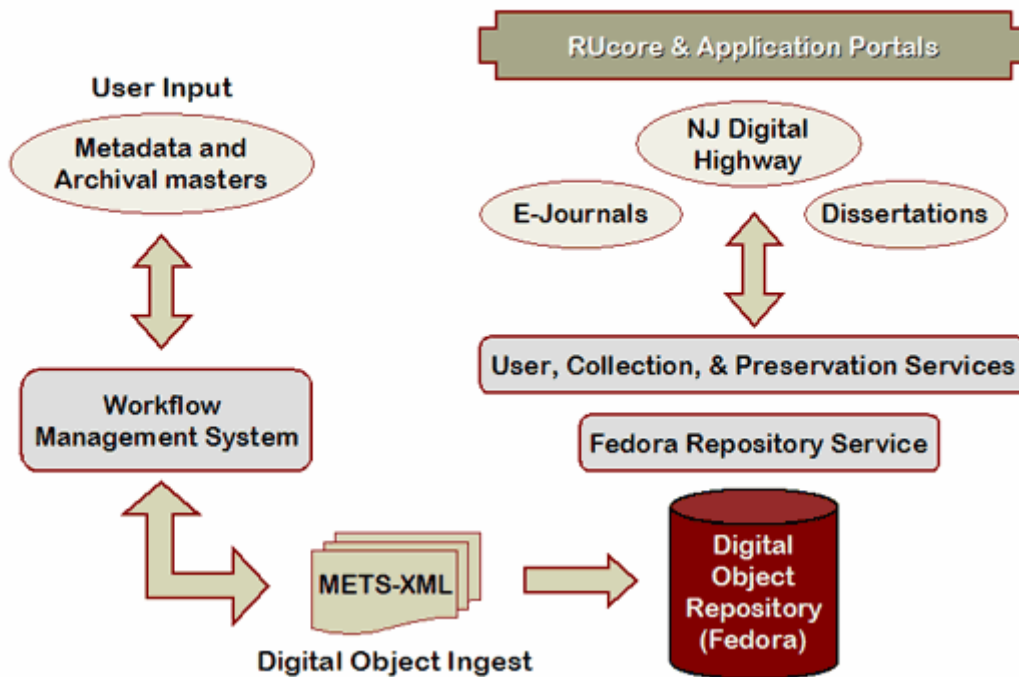 RUcore & Application Portals
User Input
Metadata and
Archival masters
NJ Digital
Highway
E-Journals
Dissertations
User, Collection, & Preservation Services
Workflow
Management System
Fedora Repository Service
METS-XML
Digital Object Ingest
Digital
Object
Repository
(Fedora)